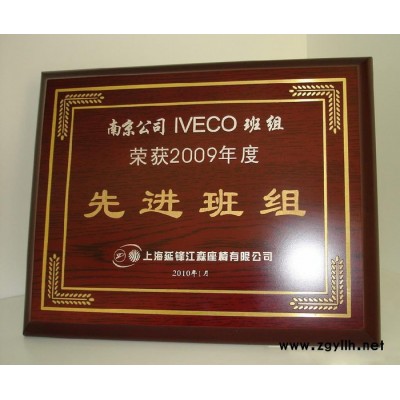 南京公司 IVECO 班组
荣获2009年度
先进班组
上海延锋江森座椅有限公司
2010年1月
www.zgyllh.net